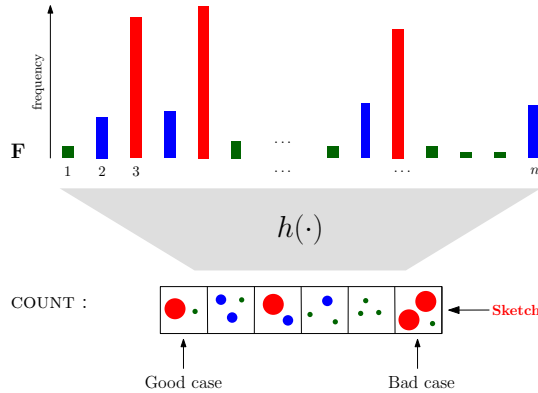 frequency
F
... 
1 2 3 ... ... n
h(·)
COUNT :
Sketch
Good case
Bad case